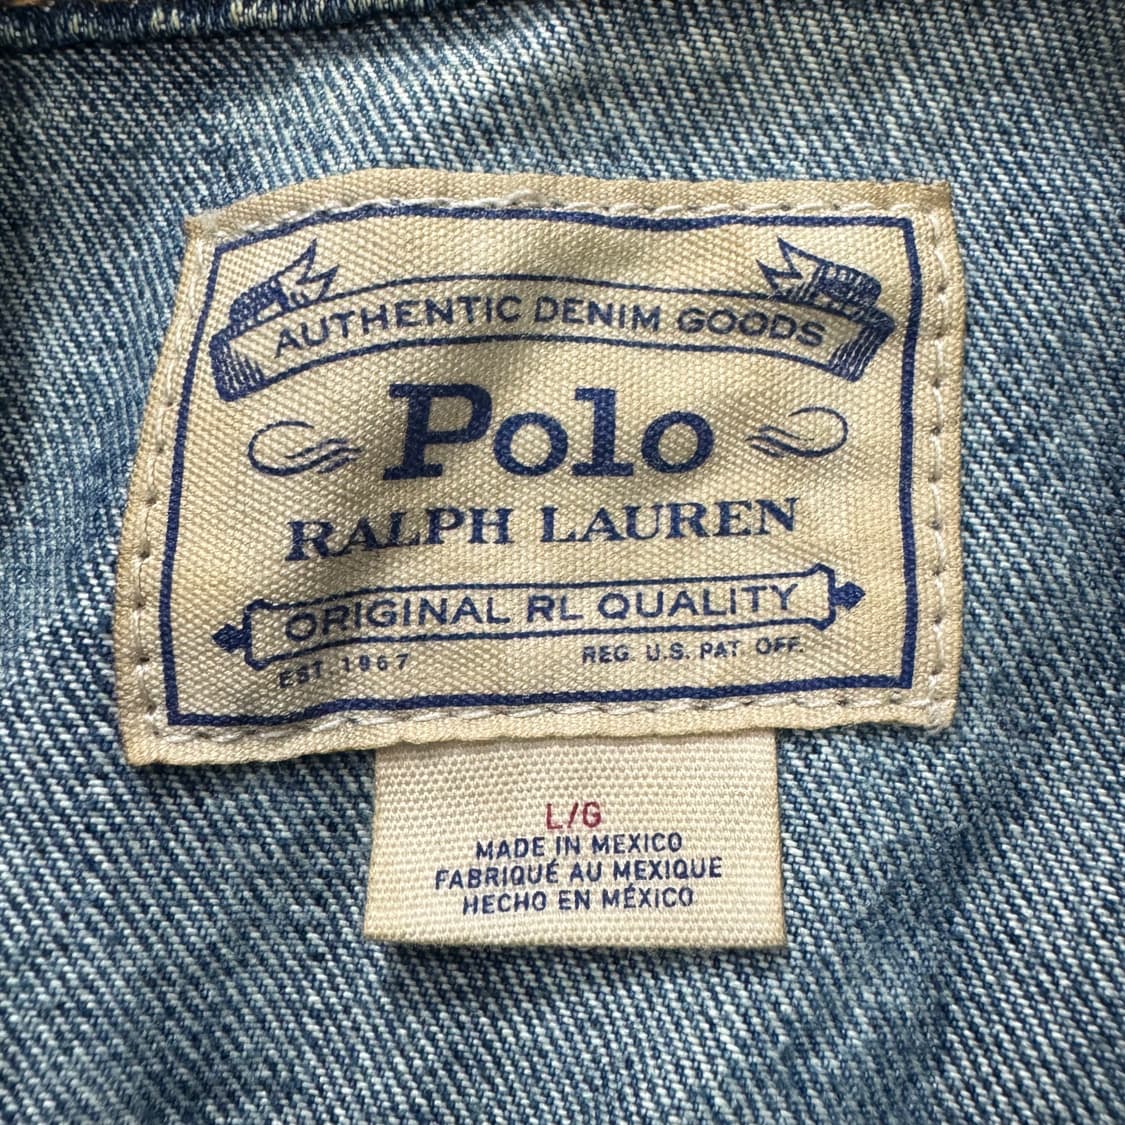 AUTHENTIC DENIM GOODS
Polo
RALPH LAUREN
ORIGINAL RL QUALITY
EST. 1967 REG. U.S. PAT. OFF.
L/G
MADE IN MEXICO
FABRIQUÉ AU MEXIQUE
HECHO EN MÉXICO